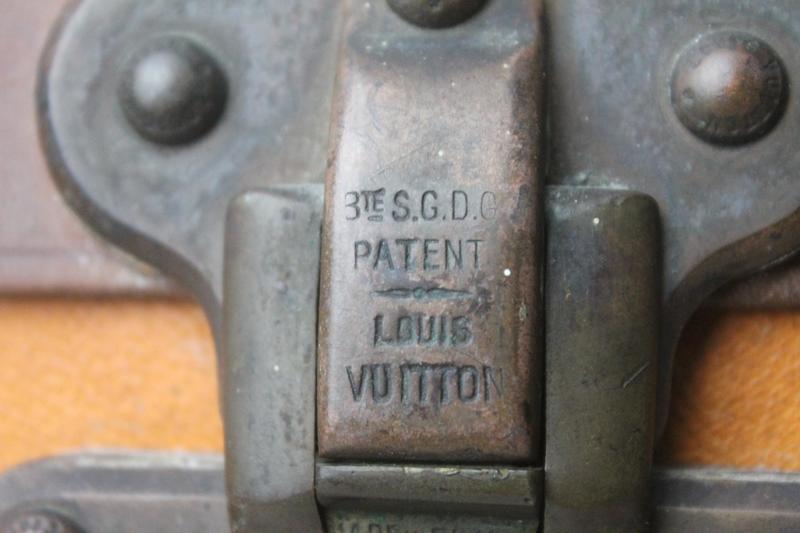 BTE S.G.D.G
PATENT
LOUIS
VUITTON